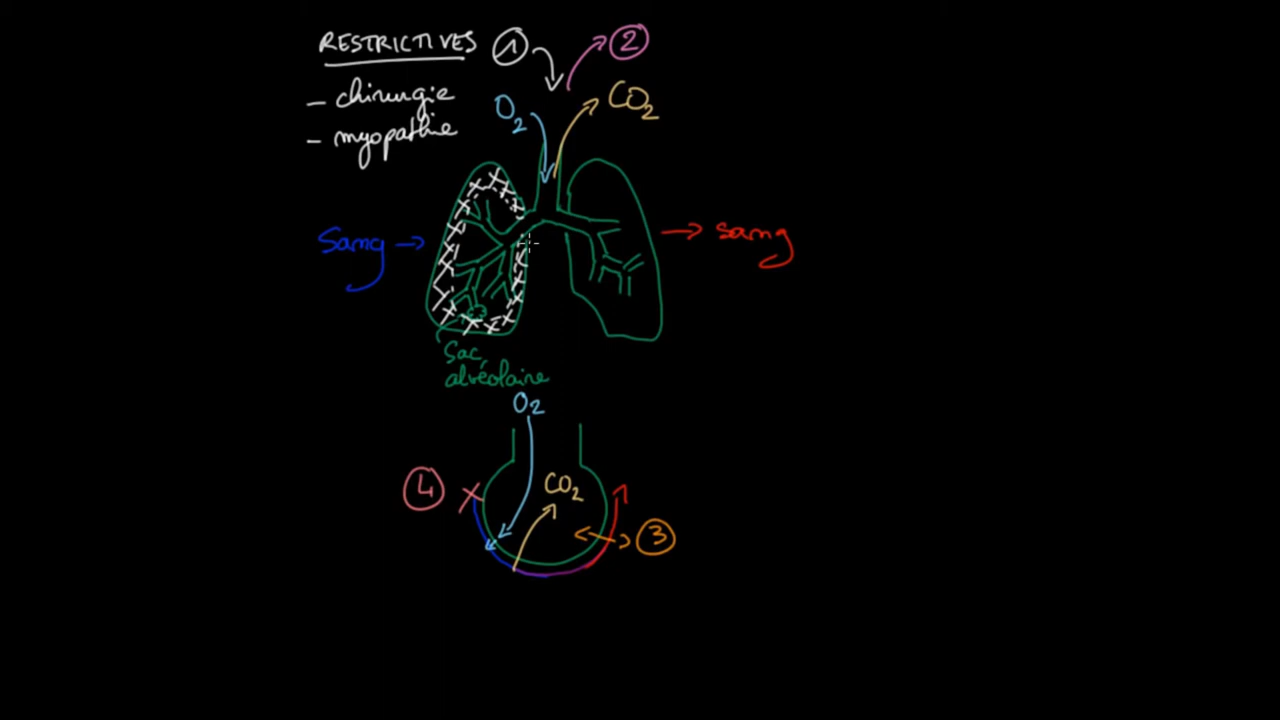 RESTRICTIVES
- chirurgie
- myopathie
1
2
O2
CO2
Sang
sang
Sac
alvéolaire
O2
4
CO2
3